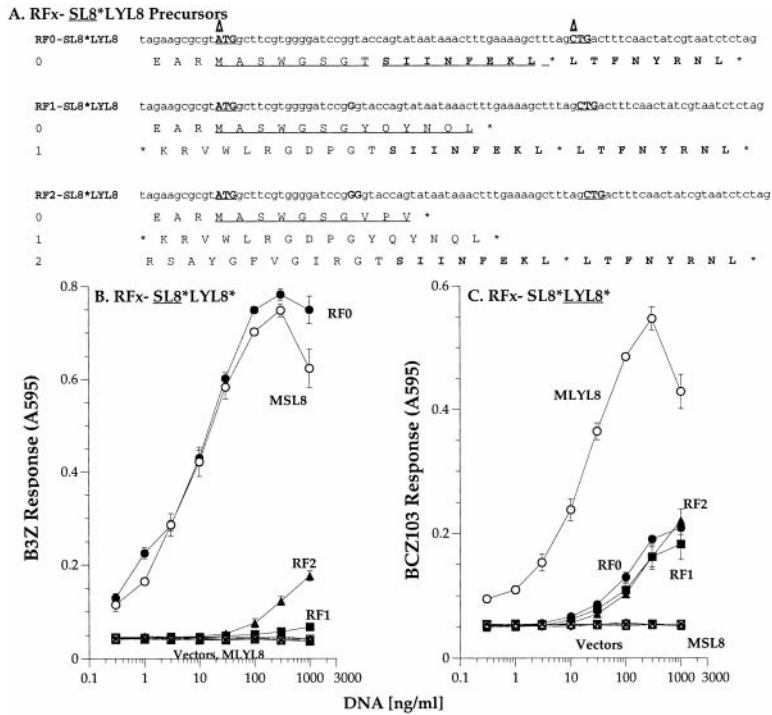 A. RFx- SL8*LYL8 Precursors
RF0-SL8*LYL8 tagaagcgcgtATGgcttcgtggggatccggtaccagtataataaactttgaaaagctttagCTGactttcaactatcgtaatctctag
0 E A R M A S W G S G T S I I N F E K L * L T F N Y R N L *
RF1-SL8*LYL8 tagaagcgcgtATGgcttcgtggggatccgGgtaccagtataataaactttgaaaagctttagCTGactttcaactatcgtaatctctag
0 E A R M A S W G S G Y Q Y N Q L *
1 * K R V W L R G D P G T S I I N F E K L * L T F N Y R N L *
RF2-SL8*LYL8 tagaagcgcgtATGgcttcgtggggatccgGGgtaccagtataataaactttgaaaagctttagCTGactttcaactatcgtaatctctag
0 E A R M A S W G S G V P V *
1 * K R V W L R G D P G Y Q Y N Q L *
2 R S A Y G F V G I R G T S I I N F E K L * L T F N Y R N L *
B. RFx- SL8*LYL8*
C. RFx- SL8*LYL8*
0.8
0.6
0.4
0.2
0
B3Z Response (A595)
RF0
MSL8
RF2
RF1
Vectors, MLYL8
0.1 1 10 100 1000 3000
0.6
0.4
0.2
0
BCZ103 Response (A595)
MLYL8
RF2
RF0
RF1
Vectors
MSL8
0.1 1 10 100 1000 3000
DNA [ng/ml]